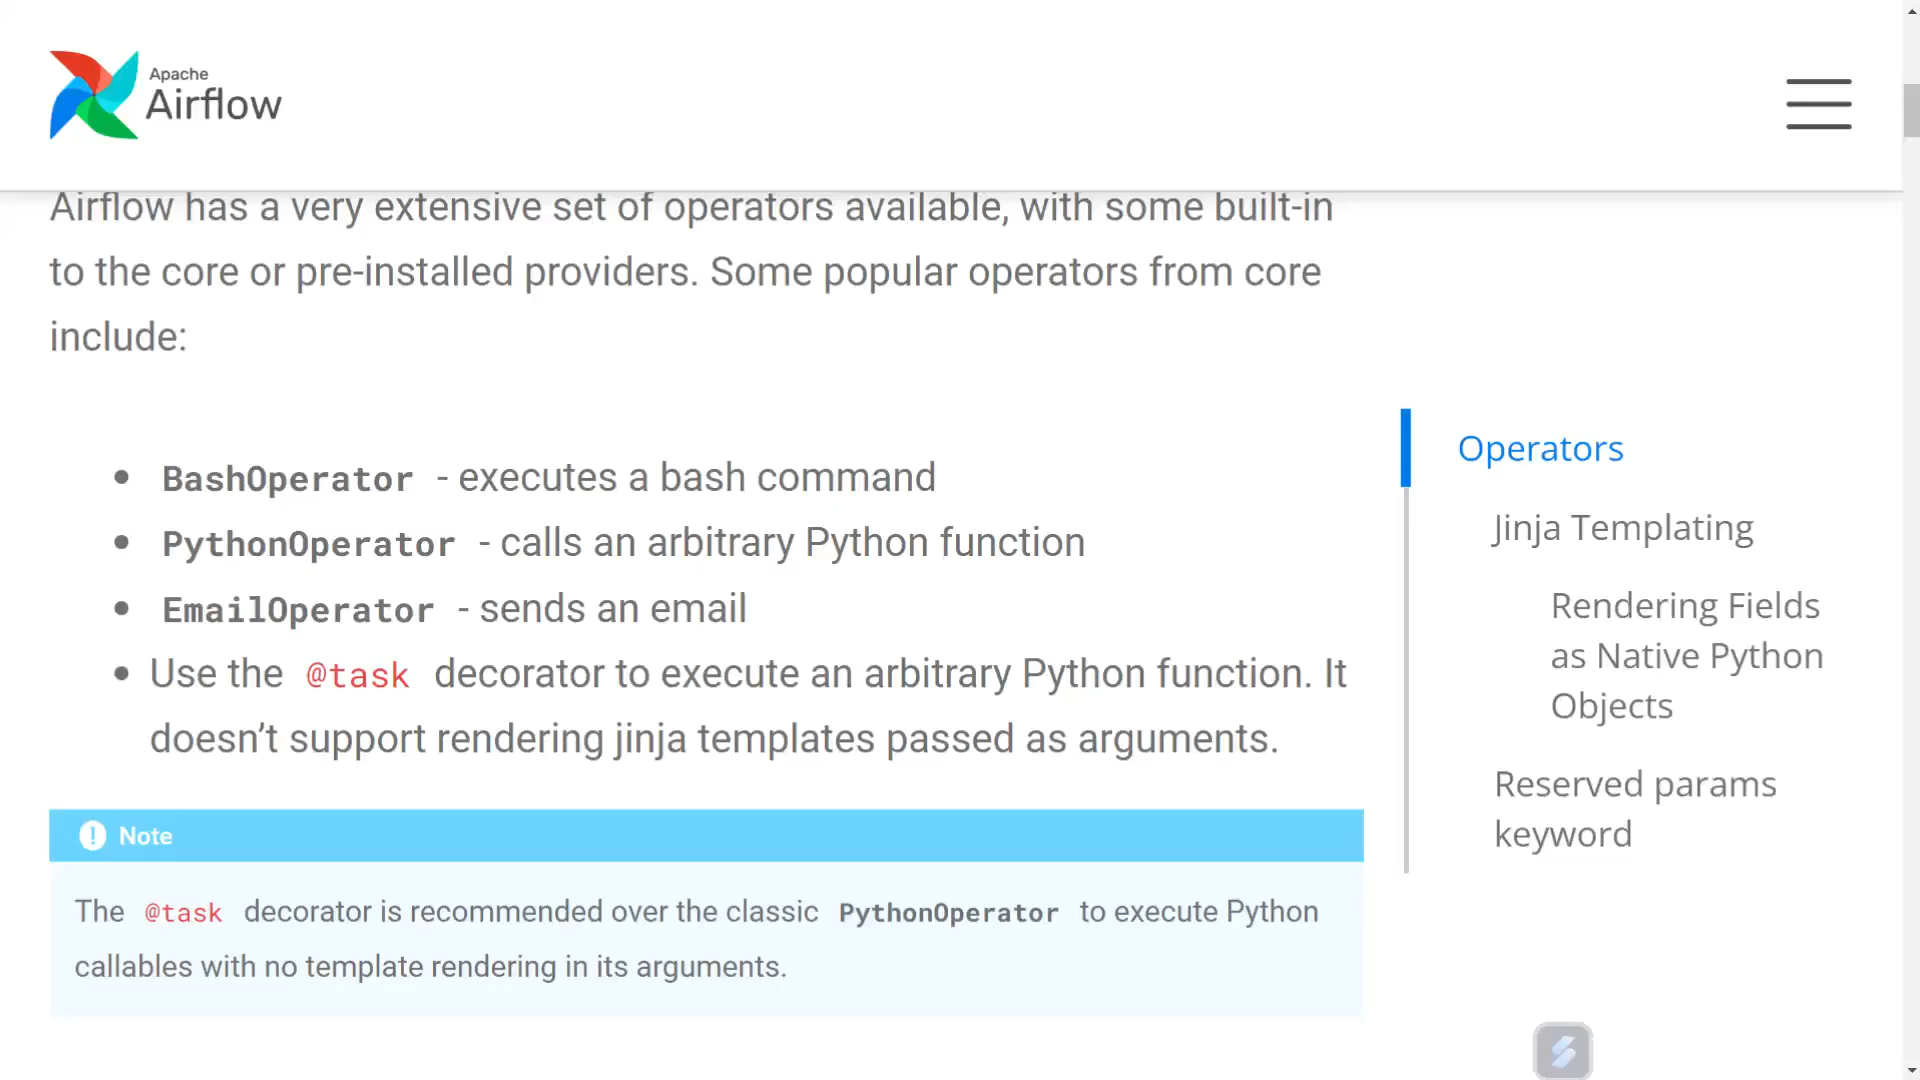 Apache
Airflow
Airflow has a very extensive set of operators available, with some built-in
to the core or pre-installed providers. Some popular operators from core
include:
BashOperator - executes a bash command
PythonOperator - calls an arbitrary Python function
EmailOperator - sends an email
Use the @task decorator to execute an arbitrary Python function. It
doesn’t support rendering jinja templates passed as arguments.
Note
The @task decorator is recommended over the classic PythonOperator to execute Python
callables with no template rendering in its arguments.
Operators
Jinja Templating
Rendering Fields
as Native Python
Objects
Reserved params
keyword